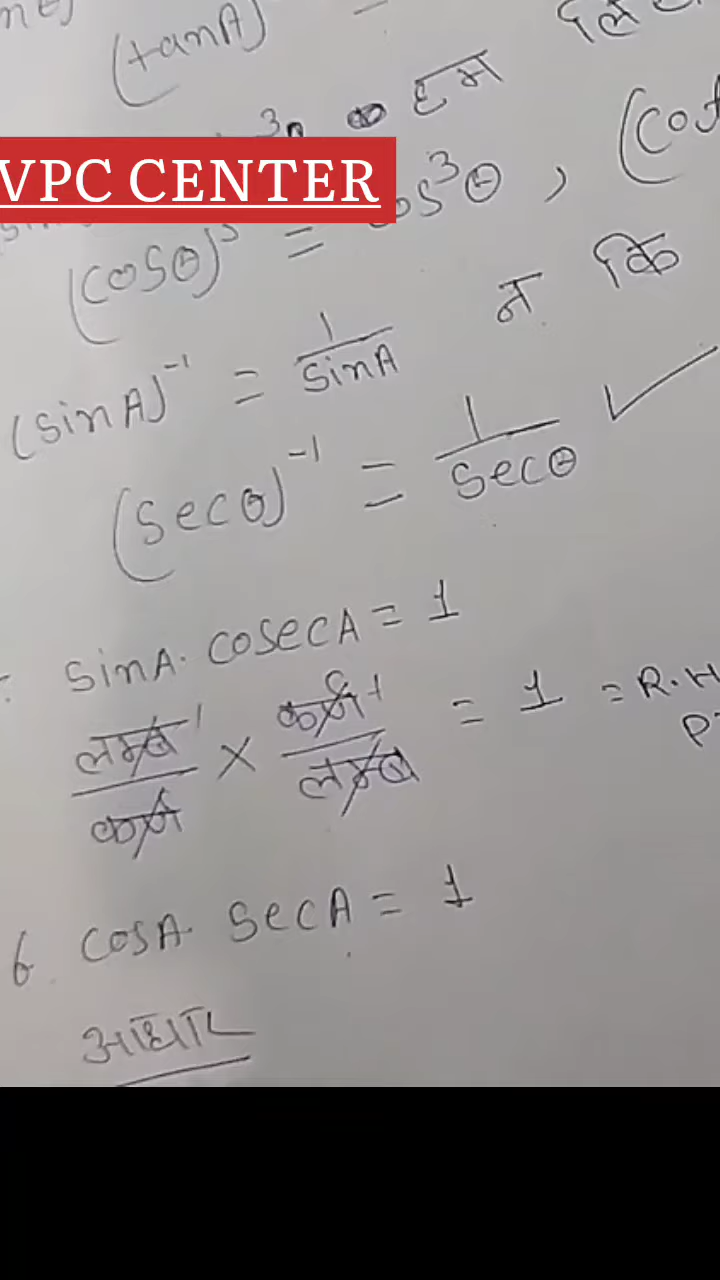 (tanA)
हम
VPC CENTER
(cosθ)³ = cos³θ , (cot
(sinA)⁻¹ = 1/sinA न कि
(secθ)⁻¹ = 1/secθ ✓
sinA. cosecA = 1
लम्ब/कर्ण × कर्ण/लम्ब = 1 = R.H
6 cosA. secA = 1
आधार